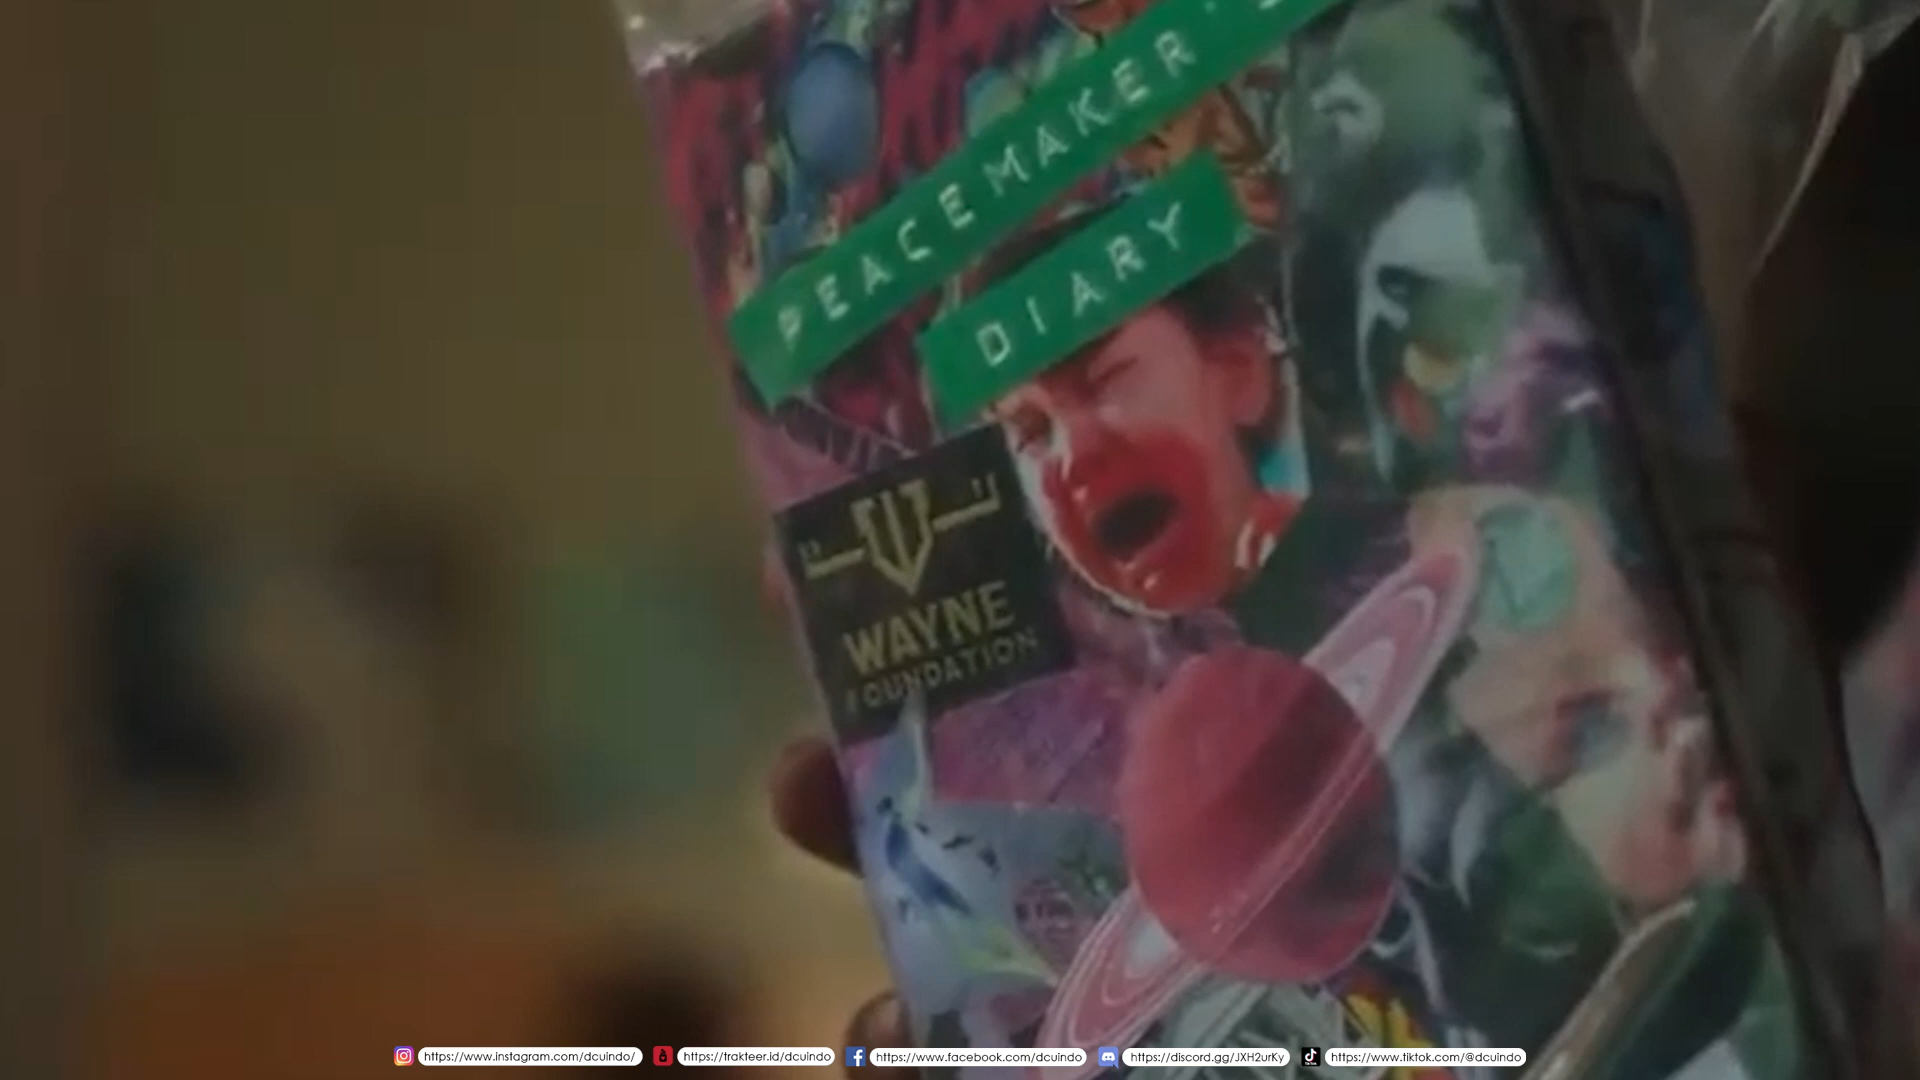 PEACEMAKER'S
DIARY
WAYNE
FOUNDATION
https://www.instagram.com/dcuindo/
https://trakteer.id/dcuindo
https://www.facebook.com/dcuindo
https://discord.gg/JXH2urKy
https://www.tiktok.com/@dcuindo